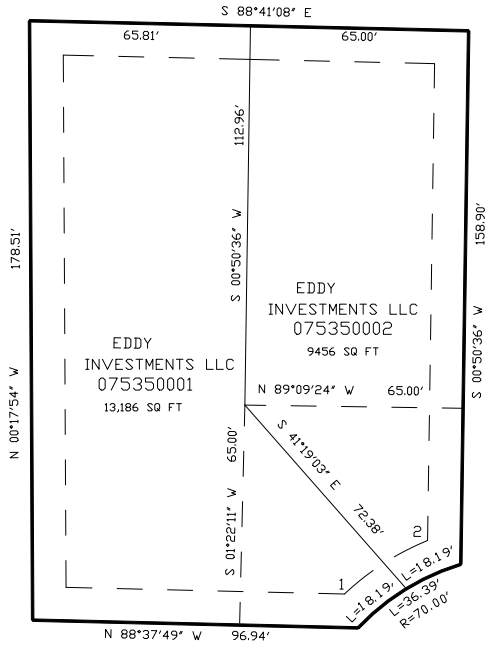 S 88°41'08" E
65.81'
65.00'
112.96'
S 00°50'36" W
178.51'
N 00°17'54" W
158.90'
S 00°50'36" W
EDDY
INVESTMENTS LLC
075350002
9456 SQ FT
EDDY
INVESTMENTS LLC
075350001
13,186 SQ FT
N 89°09'24" W
65.00'
65.00'
S 01°22'11" W
S 41°19'03" E
72.38'
1
2
L=18.19'
L=18.19'
L=36.39'
R=70.00'
N 88°37'49" W
96.94'